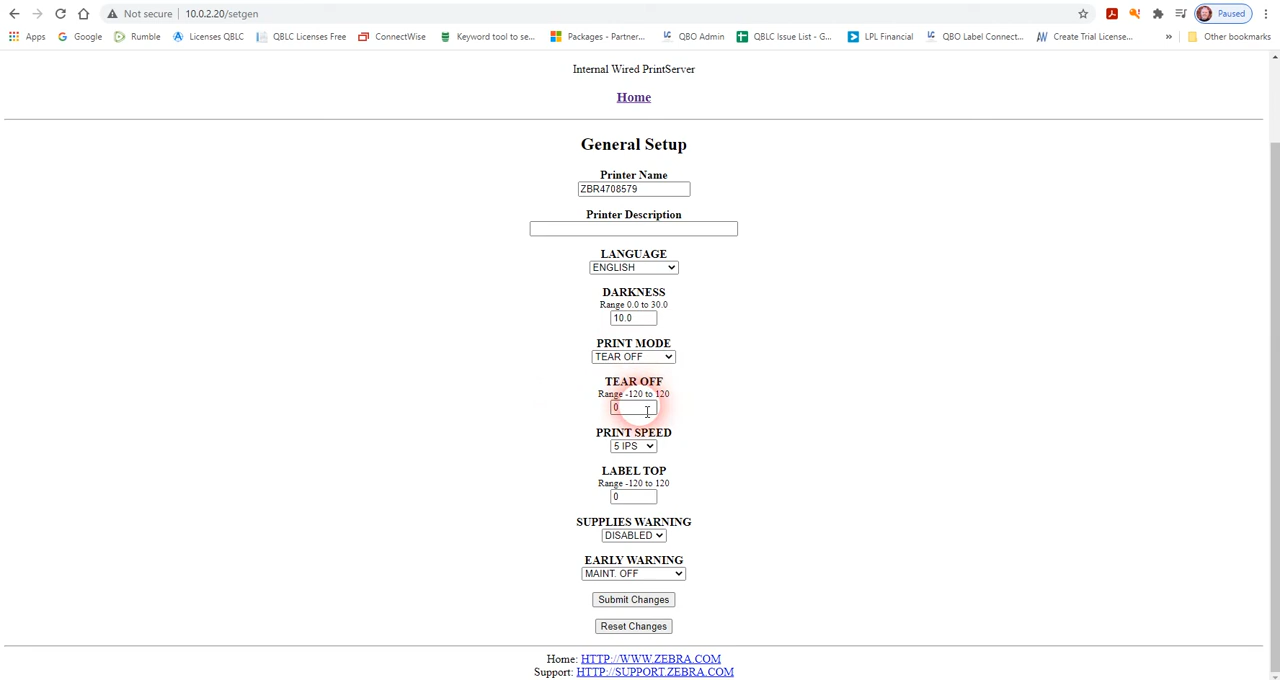 Not secure | 10.0.2.20/setgen
Paused
Apps
Google
Rumble
Licenses QBLC
QBLC Licenses Free
ConnectWise
Keyword tool to se...
Packages - Partner...
QBO Admin
QBLC Issue List - G...
LPL Financial
QBO Label Connect...
Create Trial License...
»
Other bookmarks
Internal Wired PrintServer
Home
General Setup
Printer Name
ZBR4708579
Printer Description
LANGUAGE
ENGLISH
DARKNESS
Range 0.0 to 30.0
10.0
PRINT MODE
TEAR OFF
TEAR OFF
Range -120 to 120
0
PRINT SPEED
5 IPS
LABEL TOP
Range -120 to 120
0
SUPPLIES WARNING
DISABLED
EARLY WARNING
MAINT. OFF
Submit Changes
Reset Changes
Home: HTTP://WWW.ZEBRA.COM
Support: HTTP://SUPPORT.ZEBRA.COM